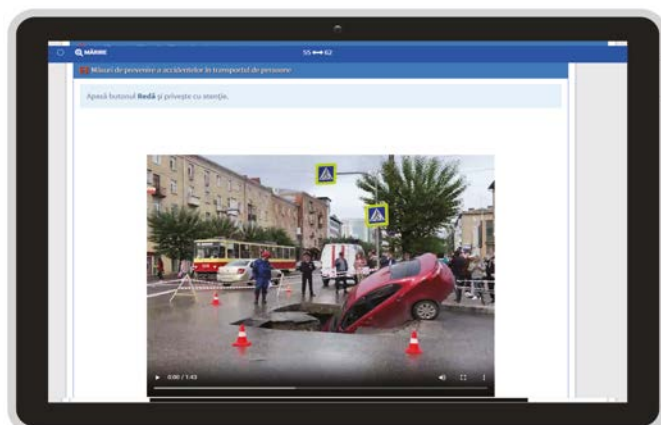 MĂRIRE
55 ↔ 62
Măsuri de prevenire a accidentelor în transportul de persoane
Apasă butonul Redă și privește cu atenție.
0:00 / 1:43